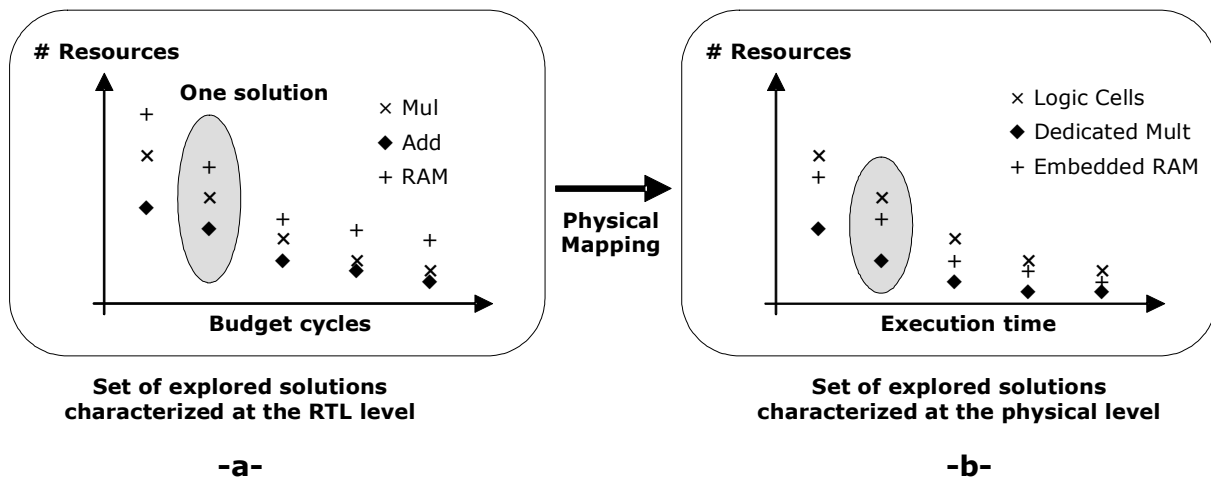 # Resources
One solution
Mul
Add
RAM
Budget cycles
Set of explored solutions
characterized at the RTL level
-a-
Physical
Mapping
# Resources
Logic Cells
Dedicated Mult
Embedded RAM
Execution time
Set of explored solutions
characterized at the physical level
-b-